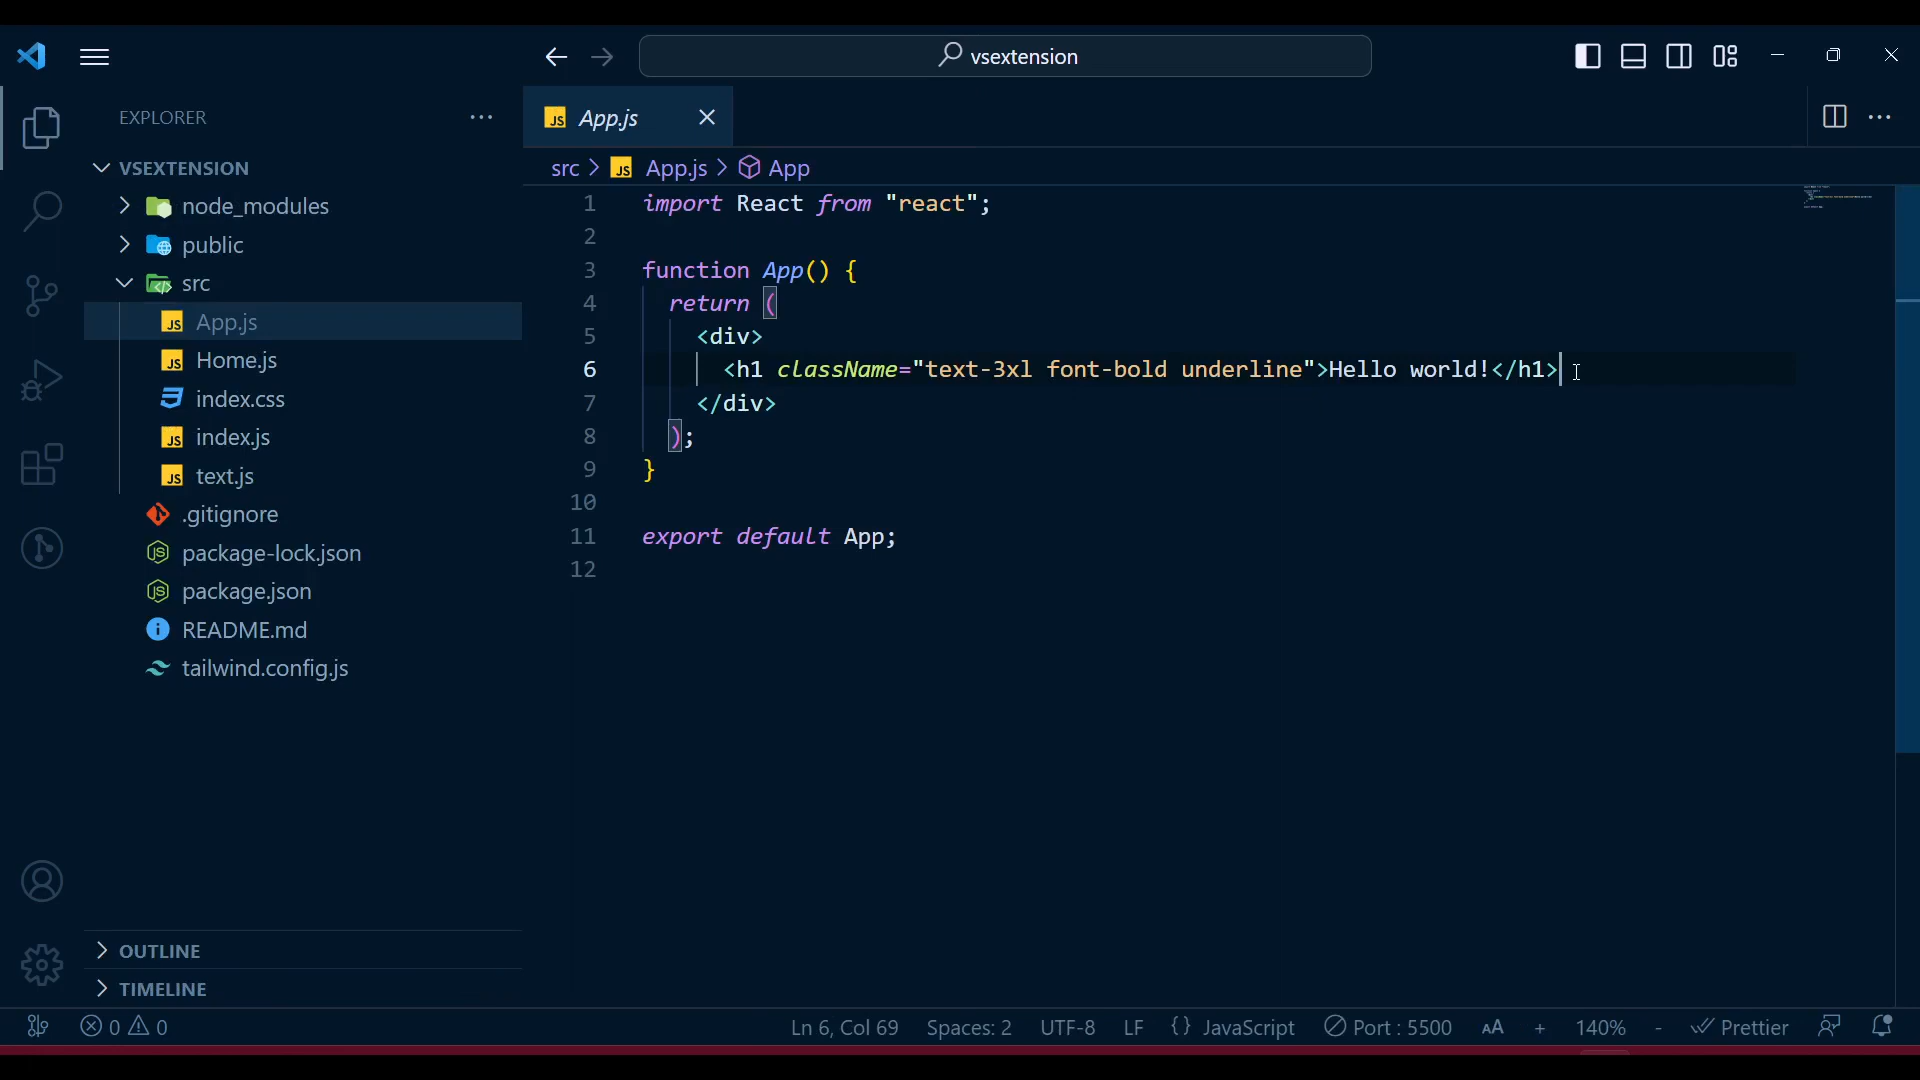 vsextension
EXPLORER
VSEXTENSION
node_modules
public
src
App.js
Home.js
index.css
index.js
text.js
.gitignore
package-lock.json
package.json
README.md
tailwind.config.js
OUTLINE
TIMELINE
JS App.js
src > JS App.js > App
1 import React from "react";
2
3 function App() {
4 return (
5 <div>
6 <h1 className="text-3xl font-bold underline">Hello world!</h1>
7 </div>
8 );
9 }
10
11 export default App;
12
0 0
Ln 6, Col 69 Spaces: 2 UTF-8 LF {} JavaScript Port : 5500 AA + 140% - Prettier